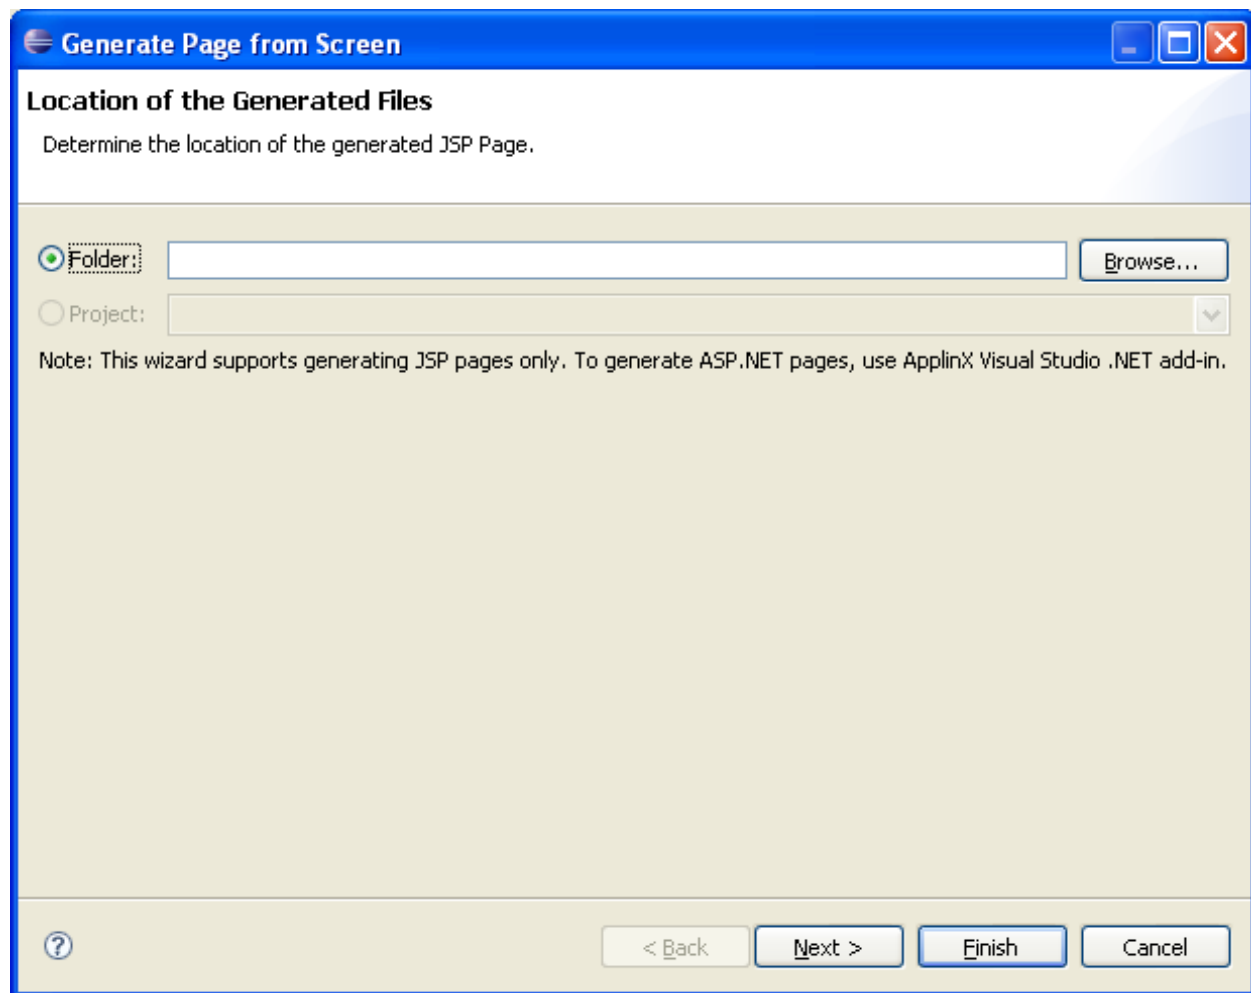 Generate Page from Screen
Location of the Generated Files
Determine the location of the generated JSP Page.
Folder: Browse...
Project:
Note: This wizard supports generating JSP pages only. To generate ASP.NET pages, use ApplinX Visual Studio .NET add-in.
? < Back Next > Finish Cancel